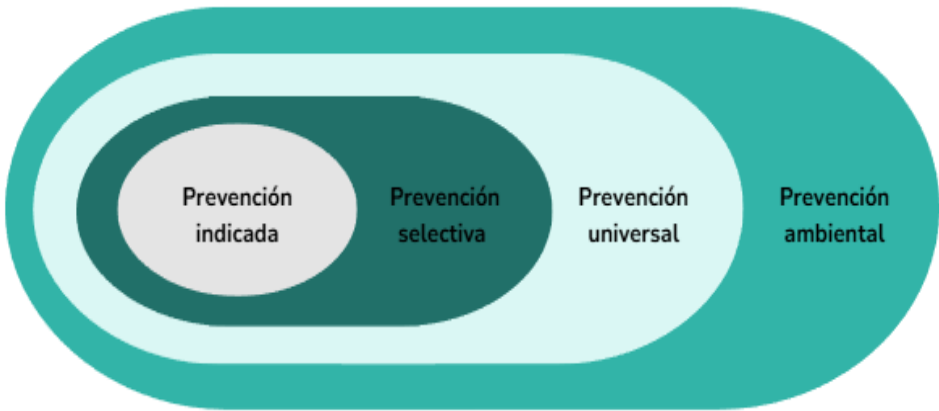 Prevención
indicada
Prevención
selectiva
Prevención
universal
Prevención
ambiental